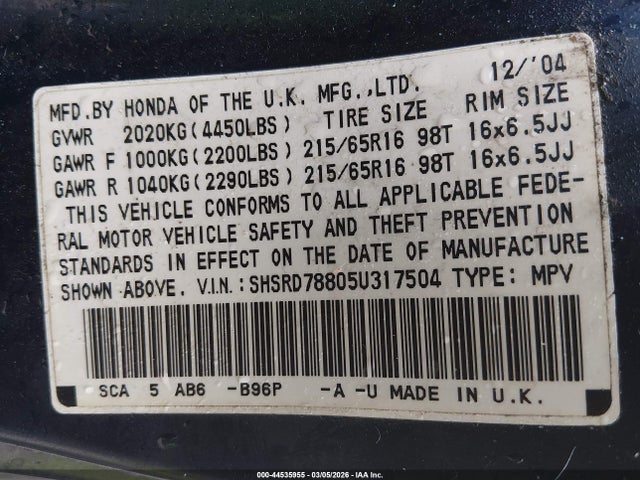 MFD.BY HONDA OF THE U.K. MFG.,LTD. 12/'04
GVWR 2020KG(4450LBS) TIRE SIZE RIM SIZE
GAWR F 1000KG(2200LBS) 215/65R16 98T 16x6.5JJ
GAWR R 1040KG(2290LBS) 215/65R16 98T 16x6.5JJ
THIS VEHICLE CONFORMS TO ALL APPLICABLE FEDE-
RAL MOTOR VEHICLE SAFETY AND THEFT PREVENTION
STANDARDS IN EFFECT ON THE DATE OF MANUFACTURE
SHOWN ABOVE. V.I.N.:SHSRD78805U317504 TYPE: MPV
SCA 5 AB6 -B96P -A -U MADE IN U.K.
000-44535955 | 03/05/2026 | IAA Inc.